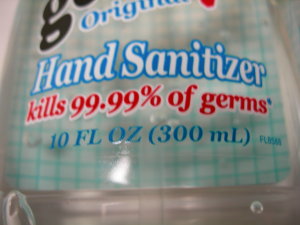 Original
Hand Sanitizer
kills 99.99% of germs*
10 FL OZ (300 mL)